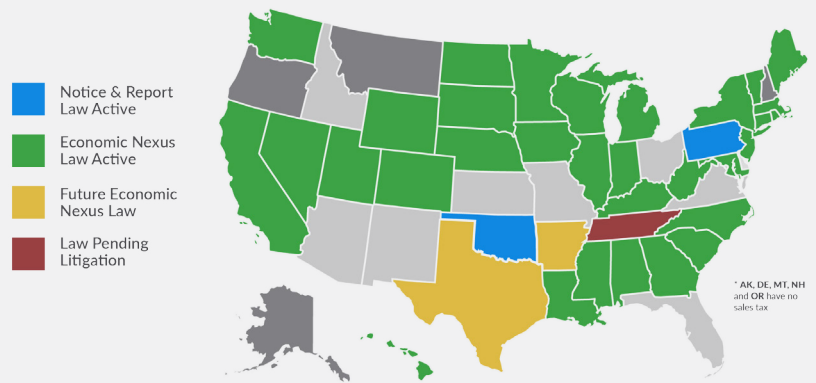 Notice & Report
Law Active
Economic Nexus
Law Active
Future Economic
Nexus Law
Law Pending
Litigation
* AK, DE, MT, NH
and OR have no
sales tax